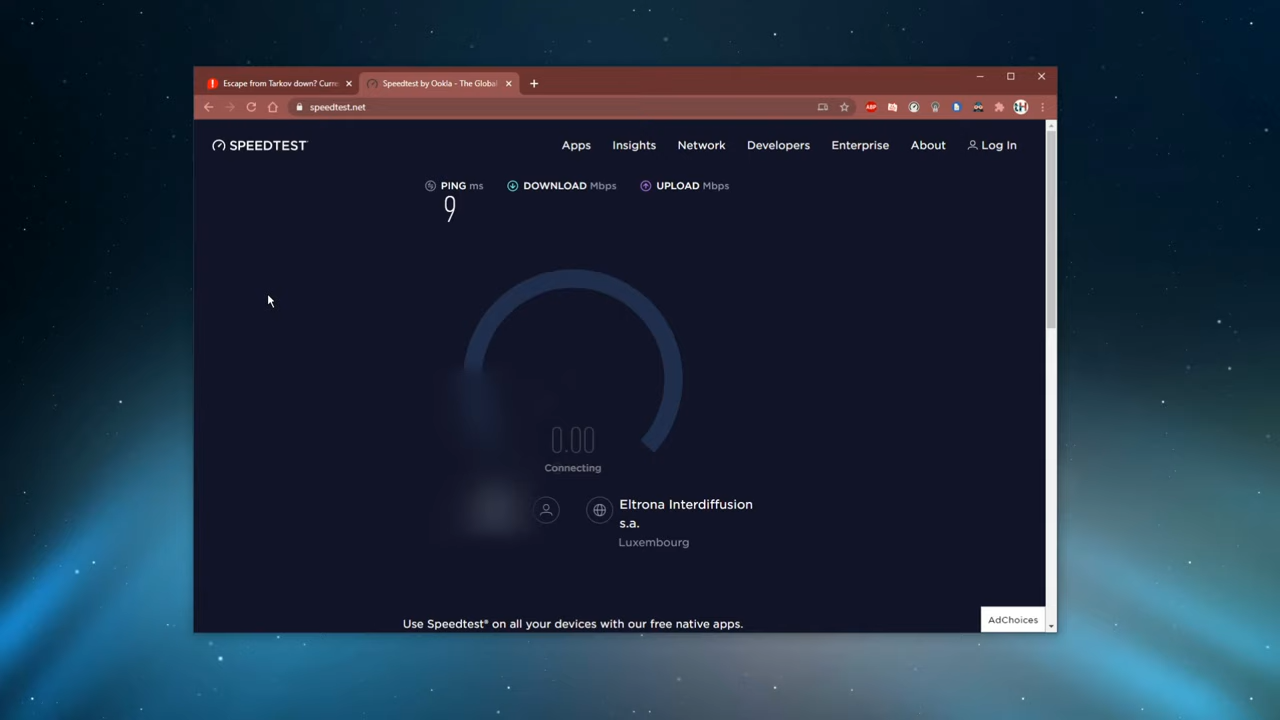 Escape from Tarkov down? Curre
Speedtest by Ookla - The Global
speedtest.net
ABP
SPEEDTEST
Apps
Insights
Network
Developers
Enterprise
About
Log In
PING ms
DOWNLOAD Mbps
UPLOAD Mbps
9
0.00
Connecting
Eltrona Interdiffusion
s.a.
Luxembourg
Use Speedtest® on all your devices with our free native apps.
AdChoices